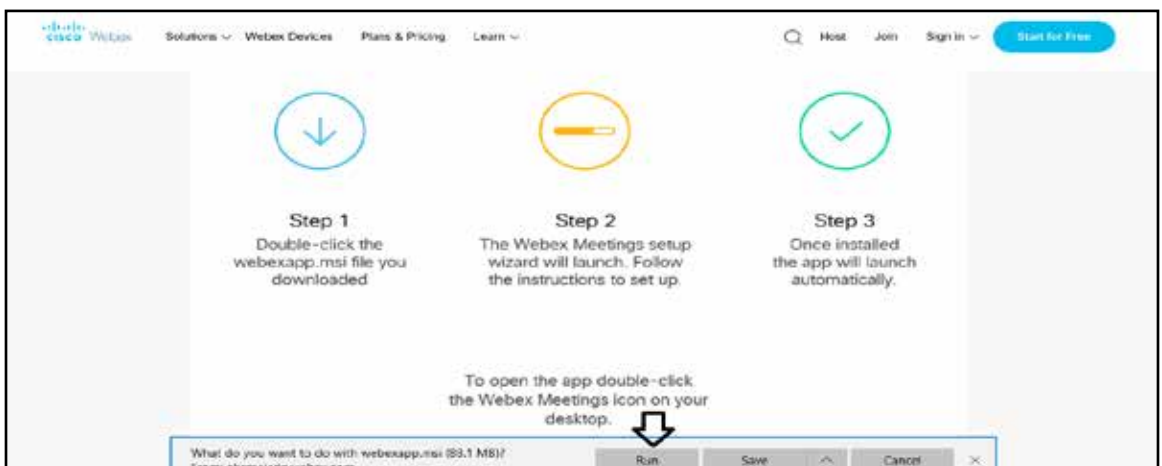 cisco Webex
Solutions Webex Devices Plans & Pricing Learn Host Join Sign in Start for Free
Step 1
Double-click the
webexapp.msi file you
downloaded
Step 2
The Webex Meetings setup
wizard will launch. Follow
the instructions to set up.
Step 3
Once installed
the app will launch
automatically.
To open the app double-click
the Webex Meetings icon on your
desktop.
What do you want to do with webexapp.msi (83.1 MB)?
Run Save Cancel